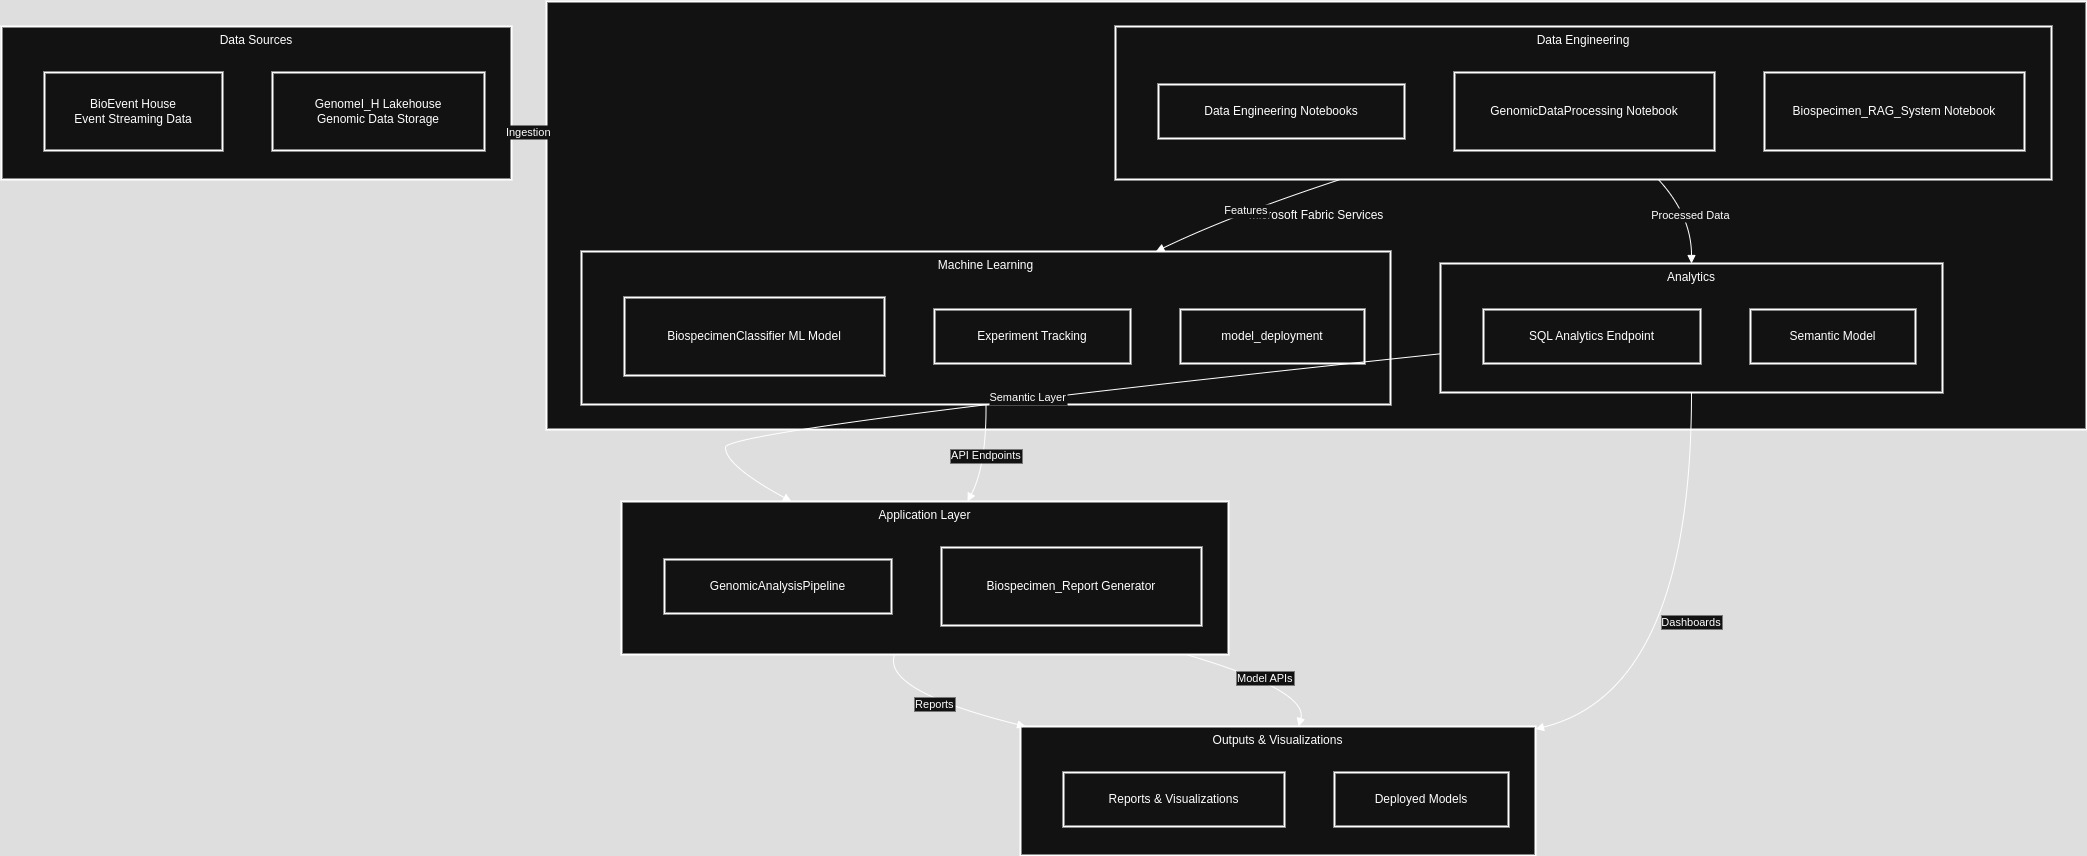 Data Sources
BioEvent House
Event Streaming Data
GenomeI_H Lakehouse
Genomic Data Storage
Ingestion
Data Engineering
Data Engineering Notebooks
GenomicDataProcessing Notebook
Biospecimen_RAG_System Notebook
Features
Fabric Services
Processed Data
Machine Learning
BiospecimenClassifier ML Model
Experiment Tracking
model_deployment
Analytics
SQL Analytics Endpoint
Semantic Model
Semantic Layer
API Endpoints
Application Layer
GenomicAnalysisPipeline
Biospecimen_Report Generator
Dashboards
Model APIs
Reports
Outputs & Visualizations
Reports & Visualizations
Deployed Models